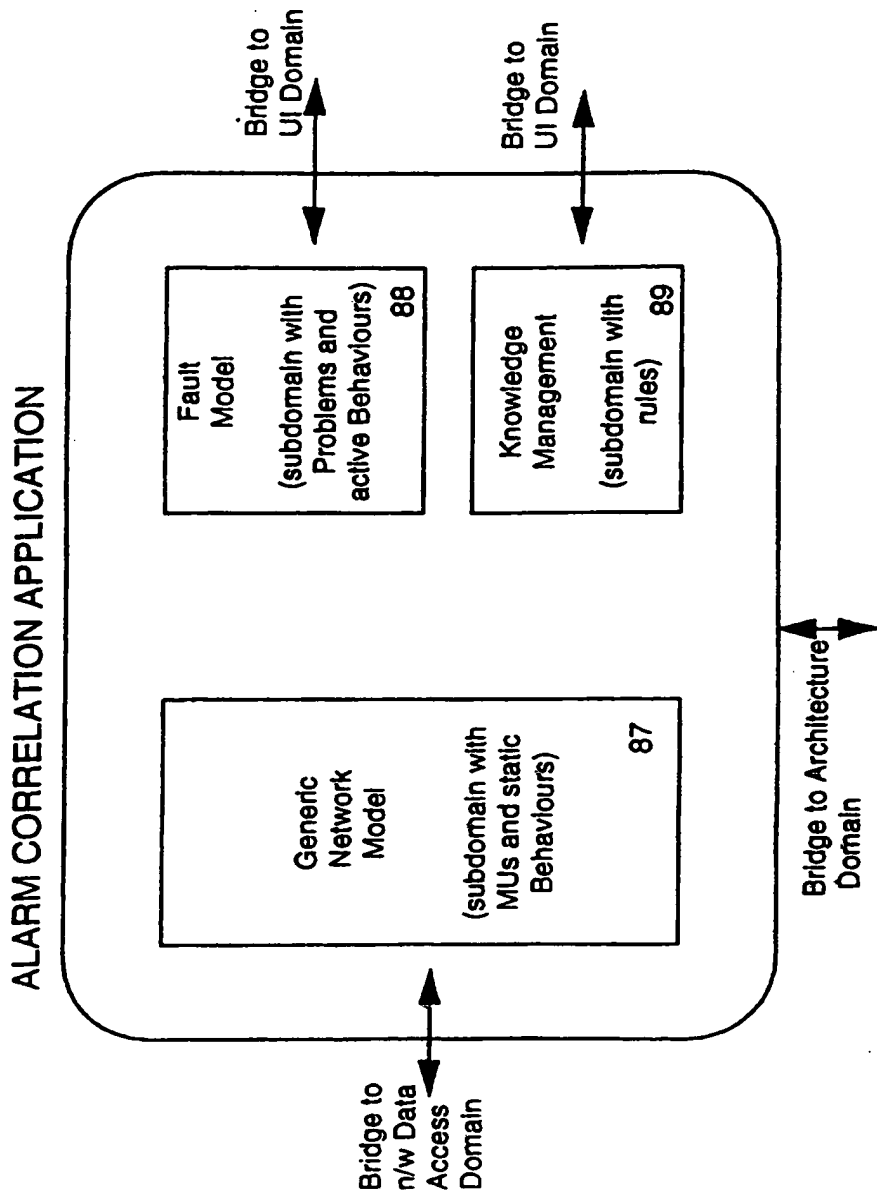 ALARM CORRELATION APPLICATION
Bridge to
n/w Data
Access
Domain
Generic
Network
Model
(subdomain with
MUs and static
Behaviours)
87
Fault
Model
(subdomain with
Problems and
active Behaviours)
88
Knowledge
Management
(subdomain with
rules)
89
Bridge to
UI Domain
Bridge to
UI Domain
Bridge to Architecture
Domain